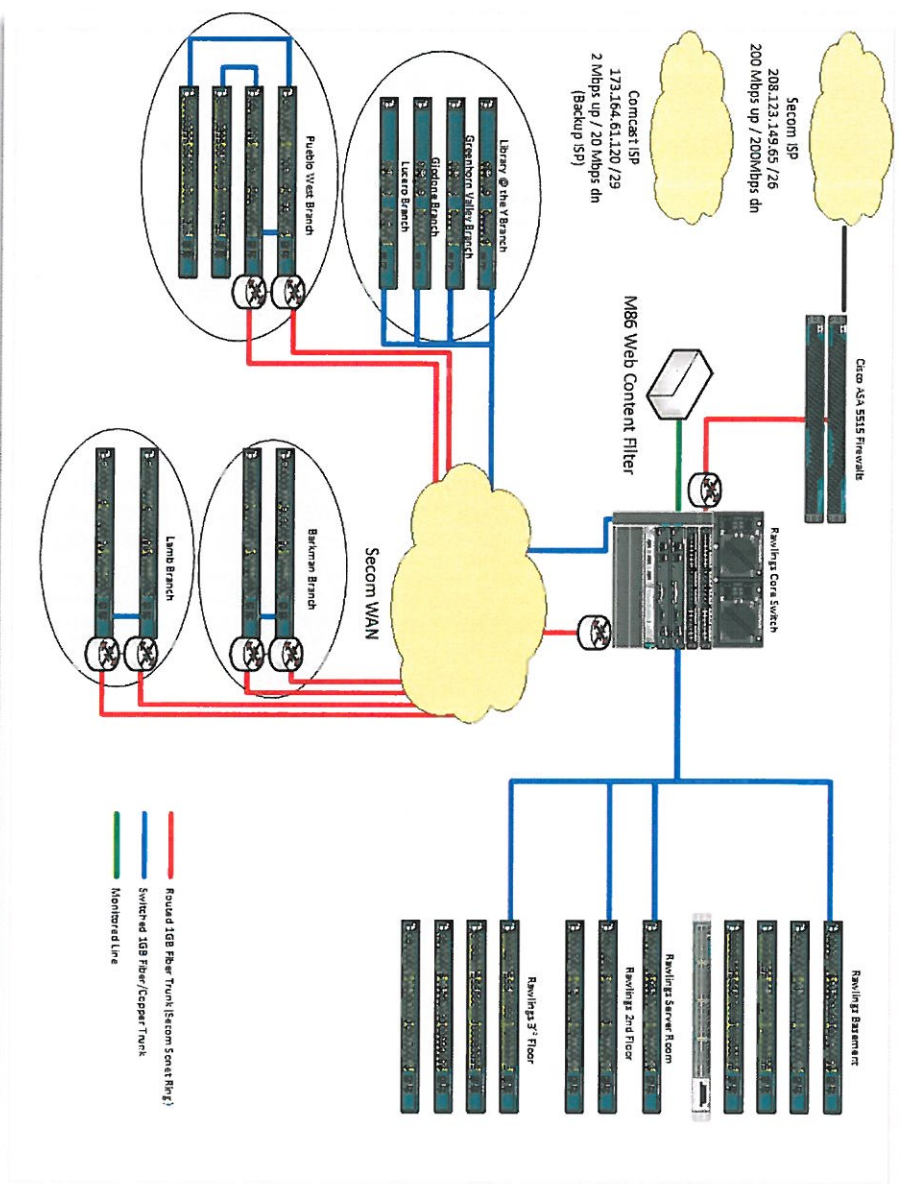 Secom ISP
208.123.149.65 /26
200 Mbps up / 200Mbps dn
Comcast ISP
173.164.61.120 /29
2 Mbps up / 20 Mbps dn
(Backup ISP)
Cisco ASA 5515 Firewalls
M86 Web Content Filter
Rawlings Core Switch
Library @ the Y Branch
Greenhorn Valley Branch
Giodone Branch
Lucero Branch
Pueblo West Branch
Secom WAN
Barkman Branch
Lamb Branch
Rawlings Basement
Rawlings Server Room
Rawlings 2nd Floor
Rawlings 3rd Floor
Routed 1GB Fiber Trunk (Secom Sonet Ring)
Switched 1GB Fiber/Copper Trunk
Monitored Line